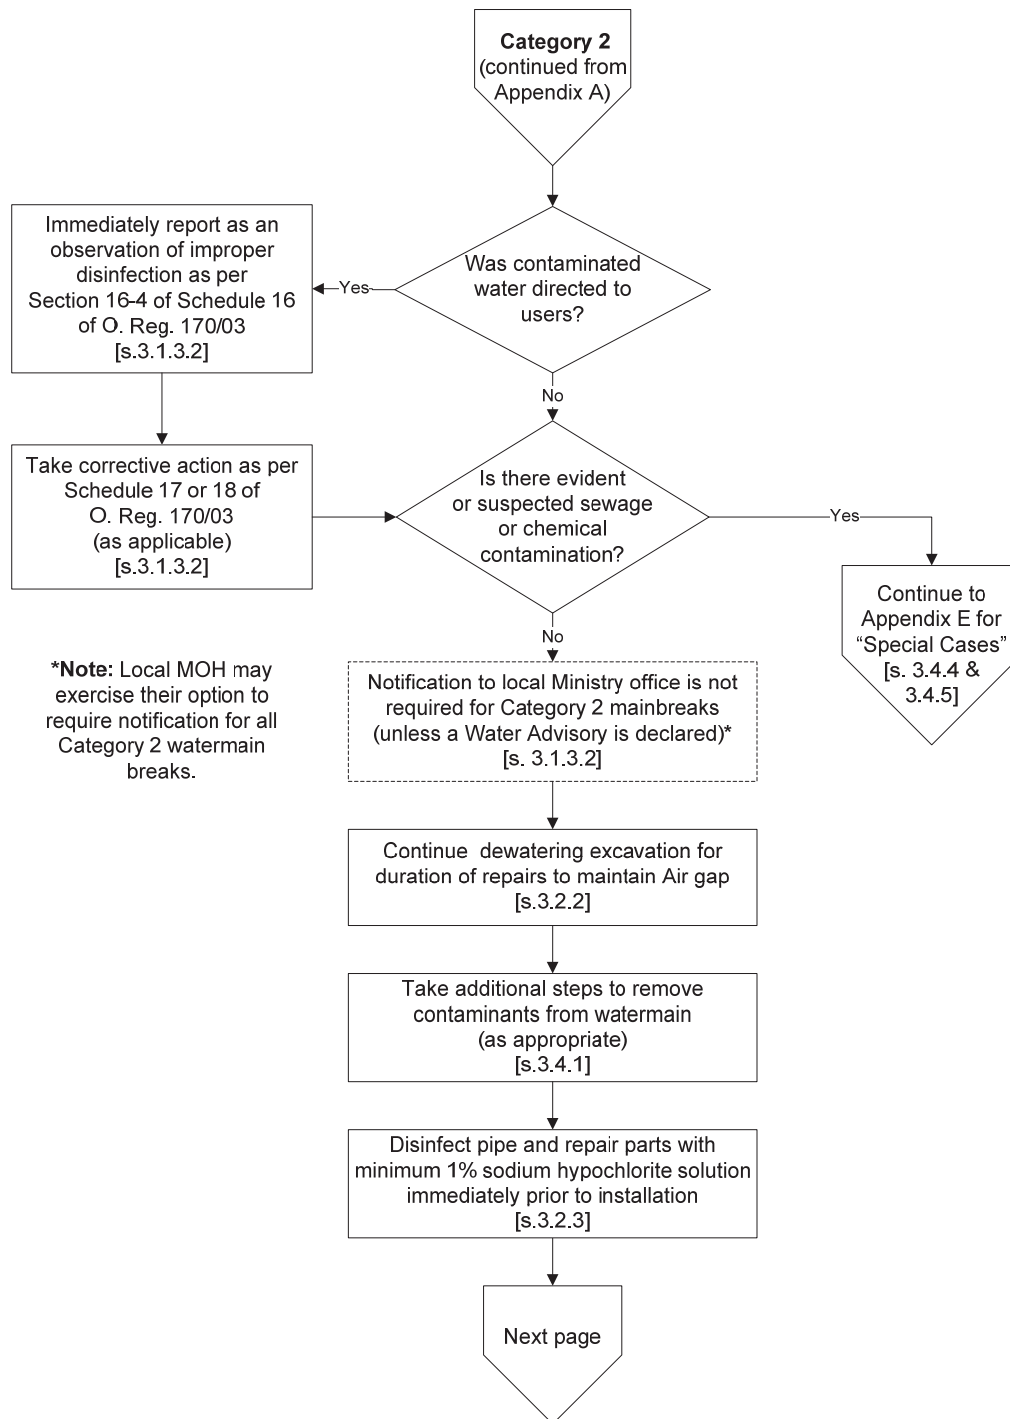 Category 2
(continued from
Appendix A)
Was contaminated
water directed to
users?
Yes
Immediately report as an
observation of improper
disinfection as per
Section 16-4 of Schedule 16
of O. Reg. 170/03
[s.3.1.3.2]
No
Take corrective action as per
Schedule 17 or 18 of
O. Reg. 170/03
(as applicable)
[s.3.1.3.2]
Is there evident
or suspected sewage
or chemical
contamination?
Yes
Continue to
Appendix E for
“Special Cases”
[s. 3.4.4 &
3.4.5]
No
*Note: Local MOH may
exercise their option to
require notification for all
Category 2 watermain
breaks.
Notification to local Ministry office is not
required for Category 2 mainbreaks
(unless a Water Advisory is declared)*
[s. 3.1.3.2]
Continue dewatering excavation for
duration of repairs to maintain Air gap
[s.3.2.2]
Take additional steps to remove
contaminants from watermain
(as appropriate)
[s.3.4.1]
Disinfect pipe and repair parts with
minimum 1% sodium hypochlorite solution
immediately prior to installation
[s.3.2.3]
Next page